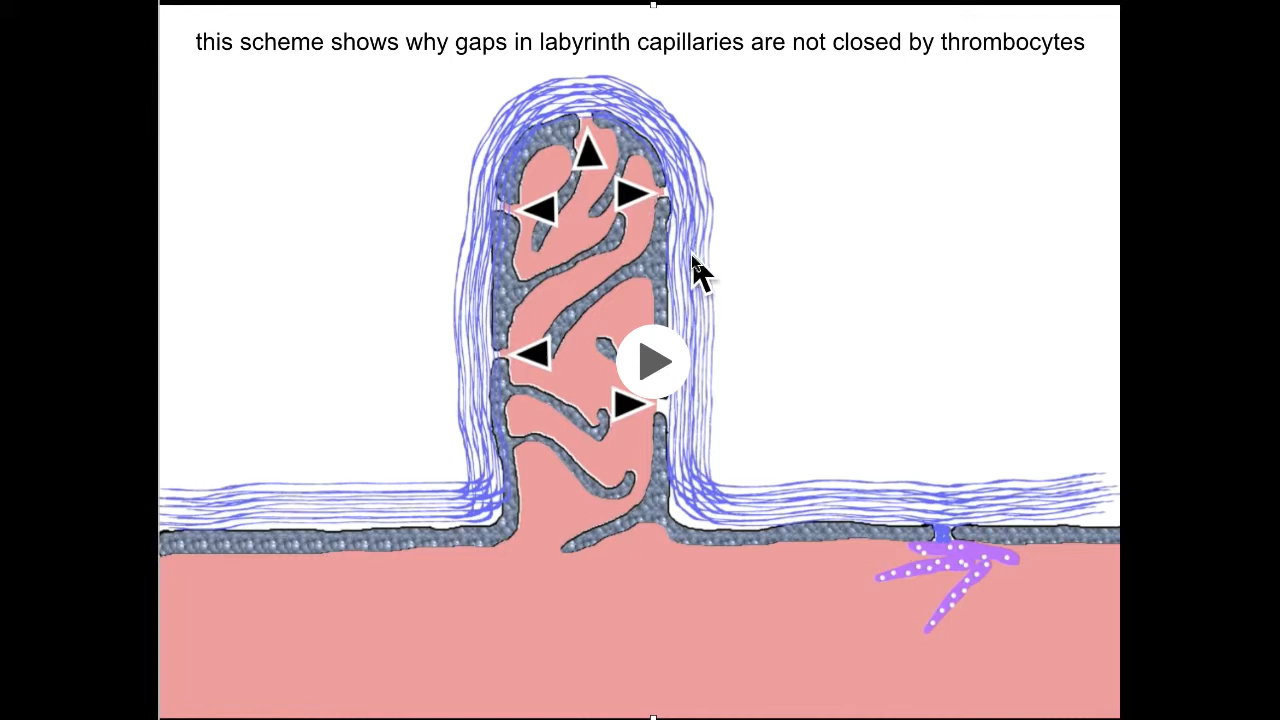 this scheme shows why gaps in labyrinth capillaries are not closed by thrombocytes